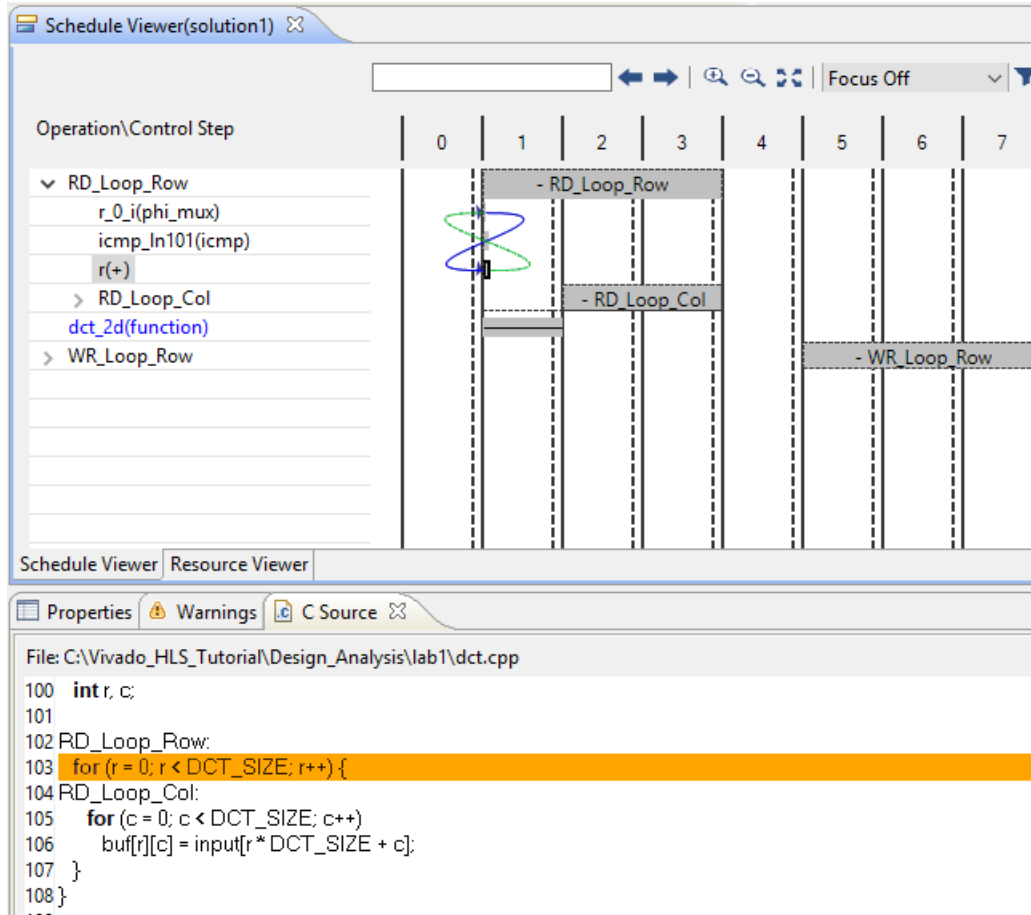 Schedule Viewer(solution1)
Focus Off
Operation\Control Step
0 1 2 3 4 5 6 7
RD_Loop_Row - RD_Loop_Row
r_0_i(phi_mux)
icmp_ln101(icmp)
r(+)
RD_Loop_Col - RD_Loop_Col
dct_2d(function)
WR_Loop_Row - WR_Loop_Row
Schedule Viewer Resource Viewer
Properties Warnings .c C Source
File: C:\Vivado_HLS_Tutorial\Design_Analysis\lab1\dct.cpp
100 int r, c;
101
102 RD_Loop_Row:
103 for (r = 0; r < DCT_SIZE; r++) {
104 RD_Loop_Col:
105 for (c = 0; c < DCT_SIZE; c++)
106 buf[r][c] = input[r * DCT_SIZE + c];
107 }
108 }